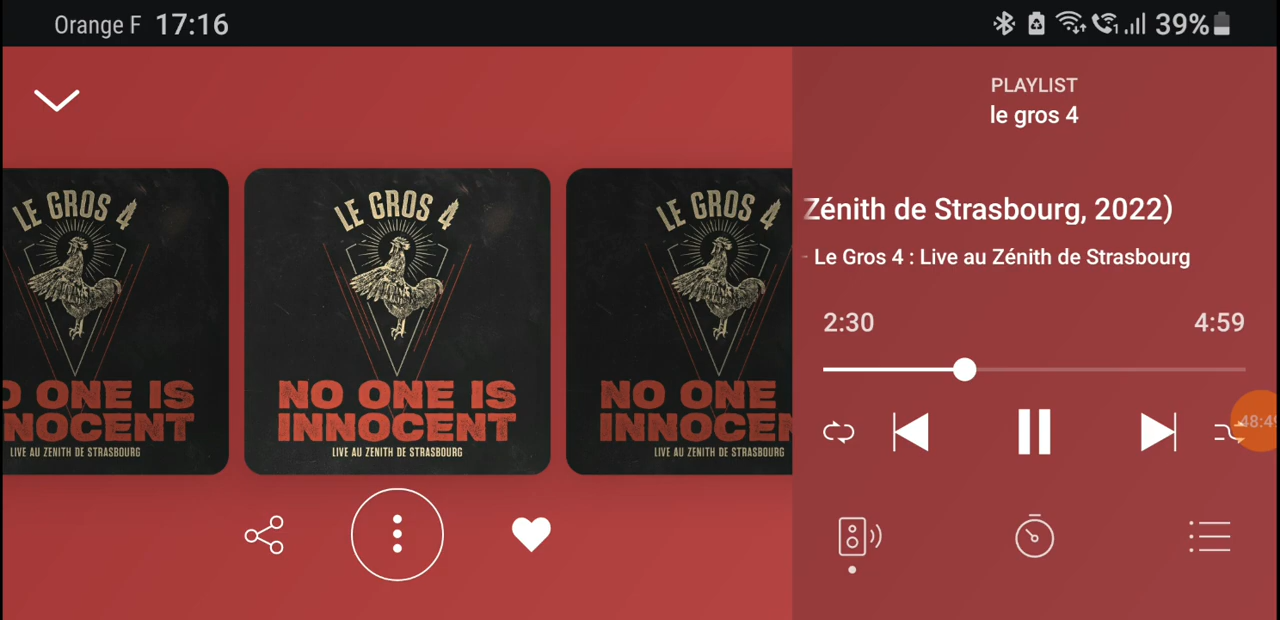 Orange F 17:16
39%
PLAYLIST
le gros 4
Zénith de Strasbourg, 2022)
- Le Gros 4 : Live au Zénith de Strasbourg
2:30
4:59
48:49
LE GROS 4
NO ONE IS
INNOCENT
LIVE AU ZENITH DE STRASBOURG
LE GROS 4
NO ONE IS
INNOCENT
LIVE AU ZENITH DE STRASBOURG
LE GROS 4
NO ONE
INNOCEN
LIVE AU ZENITH DE STRASBOURG